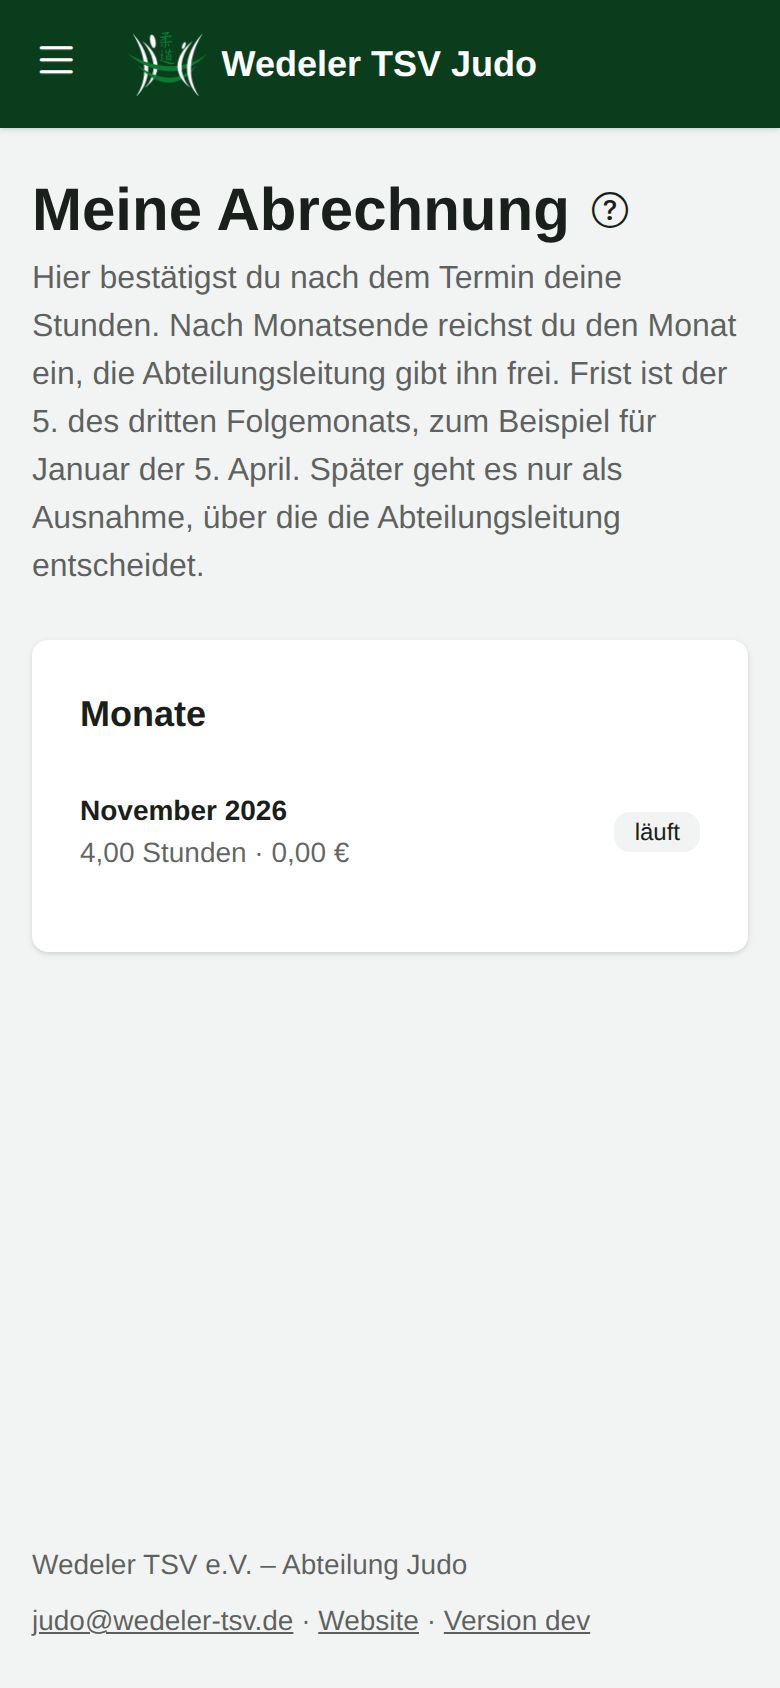 柔道
Wedeler TSV Judo
Meine Abrechnung ?
Hier bestätigst du nach dem Termin deine
Stunden. Nach Monatsende reichst du den Monat
ein, die Abteilungsleitung gibt ihn frei. Frist ist der
5. des dritten Folgemonats, zum Beispiel für
Januar der 5. April. Später geht es nur als
Ausnahme, über die die Abteilungsleitung
entscheidet.
Monate
November 2026
4,00 Stunden · 0,00 €
läuft
Wedeler TSV e.V. – Abteilung Judo
judo@wedeler-tsv.de · Website · Version dev